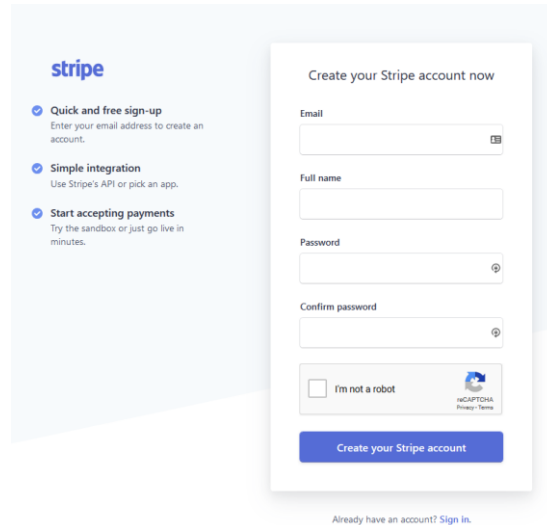 stripe
Quick and free sign-up
Enter your email address to create an
account.
Simple integration
Use Stripe's API or pick an app.
Start accepting payments
Try the sandbox or just go live in
minutes.
Create your Stripe account now
Email
Full name
Password
Confirm password
I'm not a robot
reCAPTCHA
Privacy - Terms
Create your Stripe account
Already have an account? Sign in.